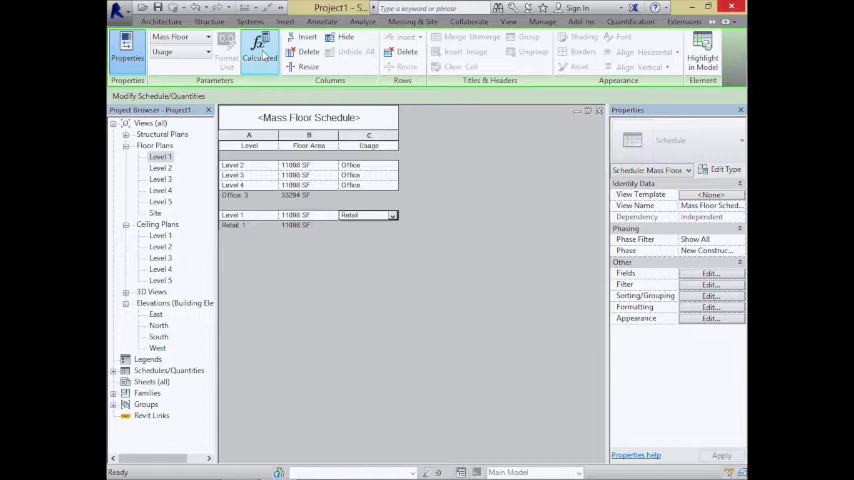 Project1 - S... Type a keyword or phrase Sign In
Architecture Structure Systems Insert Annotate Analyze Massing & Site Collaborate View Manage Add-Ins Quantification Extensions
Mass Floor Insert Hide Insert Merge Unmerge Group Shading Font
Usage Delete Unhide All Delete Insert Image Ungroup Borders Align Horizontal
Properties Format Unit Calculated Resize Resize Clear Cell Reset Align Vertical Highlight in Model
Properties Parameters Columns Rows Titles & Headers Appearance Element
Modify Schedule/Quantities
Project Browser - Project1
Views (all)
Structural Plans
Floor Plans
Level 1
Level 2
Level 3
Level 4
Level 5
Site
Ceiling Plans
Level 1
Level 2
Level 3
Level 4
Level 5
3D Views
Elevations (Building Ele
East
North
South
West
Legends
Schedules/Quantities
Sheets (all)
Families
Groups
Revit Links
<Mass Floor Schedule>
A B C
Level Floor Area Usage
Level 2 11098 SF Office
Level 3 11098 SF Office
Level 4 11098 SF Office
Office: 3 33294 SF
Level 1 11098 SF Retail
Retail: 1 11098 SF
Properties
Schedule
Schedule: Mass Floor Edit Type
Identity Data
View Template <None>
View Name Mass Floor Sched...
Dependency Independent
Phasing
Phase Filter Show All
Phase New Construc...
Other
Fields Edit...
Filter Edit...
Sorting/Grouping Edit...
Formatting Edit...
Appearance Edit...
Properties help Apply
Ready :0 Main Model